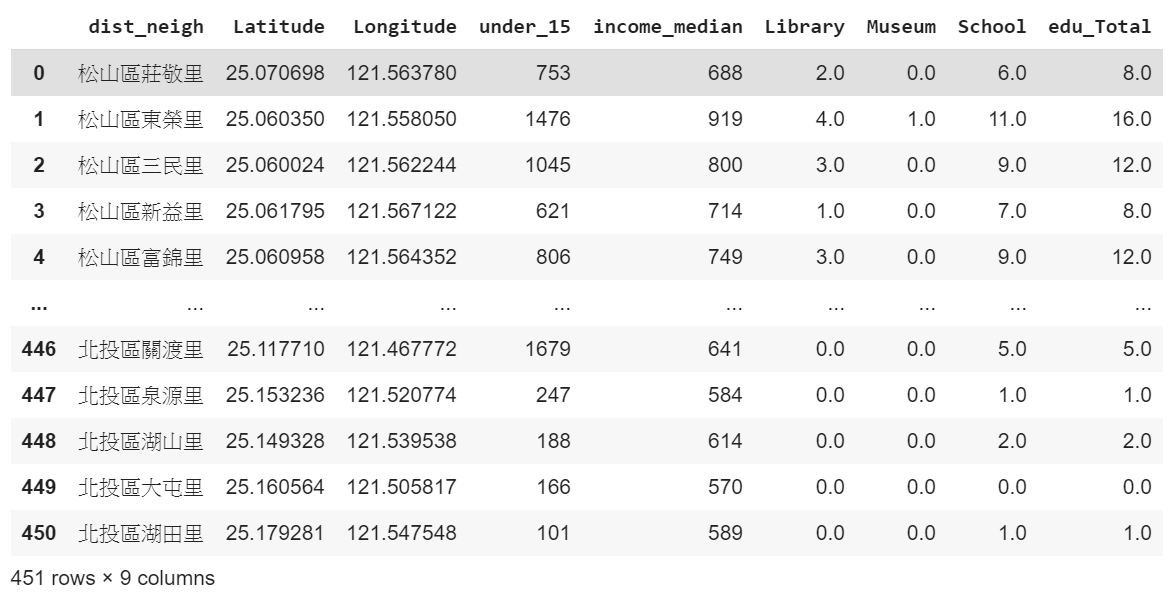 dist_neigh Latitude Longitude under_15 income_median Library Museum School edu_Total
0 松山區莊敬里 25.070698 121.563780 753 688 2.0 0.0 6.0 8.0
1 松山區東榮里 25.060350 121.558050 1476 919 4.0 1.0 11.0 16.0
2 松山區三民里 25.060024 121.562244 1045 800 3.0 0.0 9.0 12.0
3 松山區新益里 25.061795 121.567122 621 714 1.0 0.0 7.0 8.0
4 松山區富錦里 25.060958 121.564352 806 749 3.0 0.0 9.0 12.0
... ... ... ... ... ... ... ... ... ...
446 北投區關渡里 25.117710 121.467772 1679 641 0.0 0.0 5.0 5.0
447 北投區泉源里 25.153236 121.520774 247 584 0.0 0.0 1.0 1.0
448 北投區湖山里 25.149328 121.539538 188 614 0.0 0.0 2.0 2.0
449 北投區大屯里 25.160564 121.505817 166 570 0.0 0.0 0.0 0.0
450 北投區湖田里 25.179281 121.547548 101 589 0.0 0.0 1.0 1.0
451 rows × 9 columns